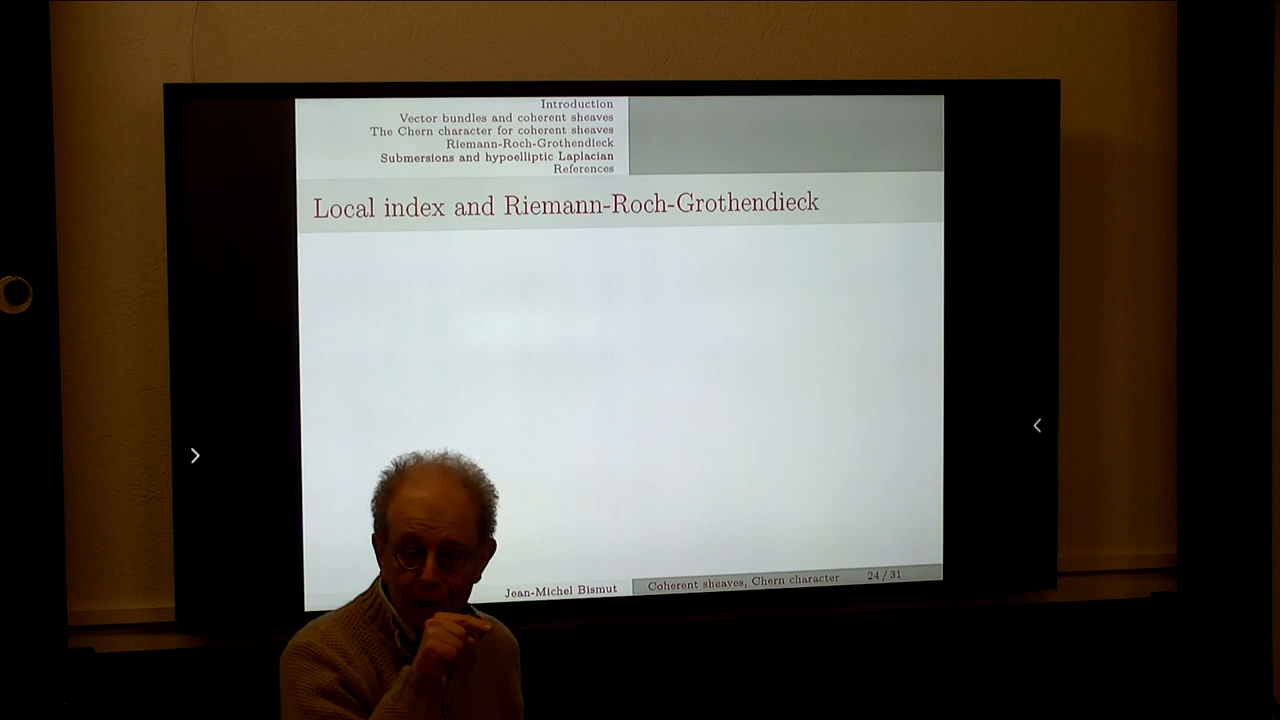 Introduction
Vector bundles and coherent sheaves
The Chern character for coherent sheaves
Riemann-Roch-Grothendieck
Submersions and hypoelliptic Laplacian
References
Local index and Riemann-Roch-Grothendieck
Jean-Michel Bismut
Coherent sheaves, Chern character
24 / 31